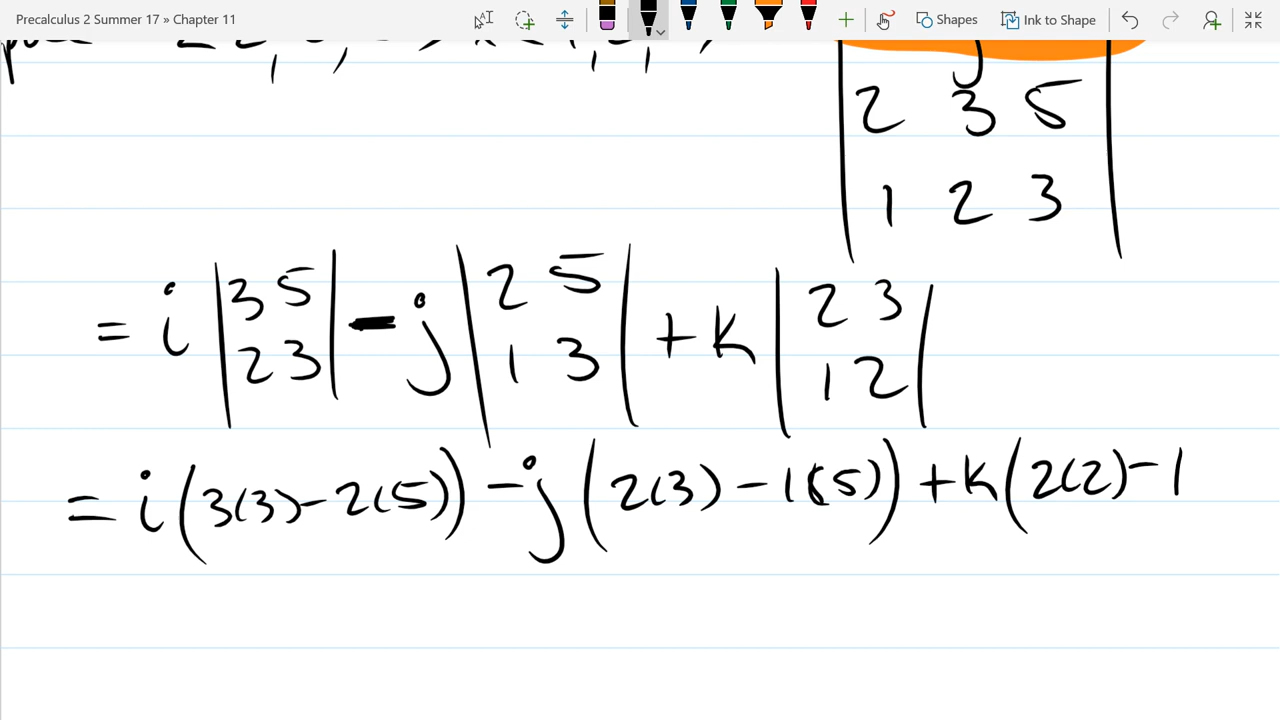 Precalculus 2 Summer 17 » Chapter 11
Shapes
Ink to Shape
2 3 5
1 2 3
= i |3 5| - j |2 5| + k |2 3|
|2 3| |1 3| |1 2|
= i(3(3) - 2(5)) - j(2(3) - 1(5)) + k(2(2) - 1